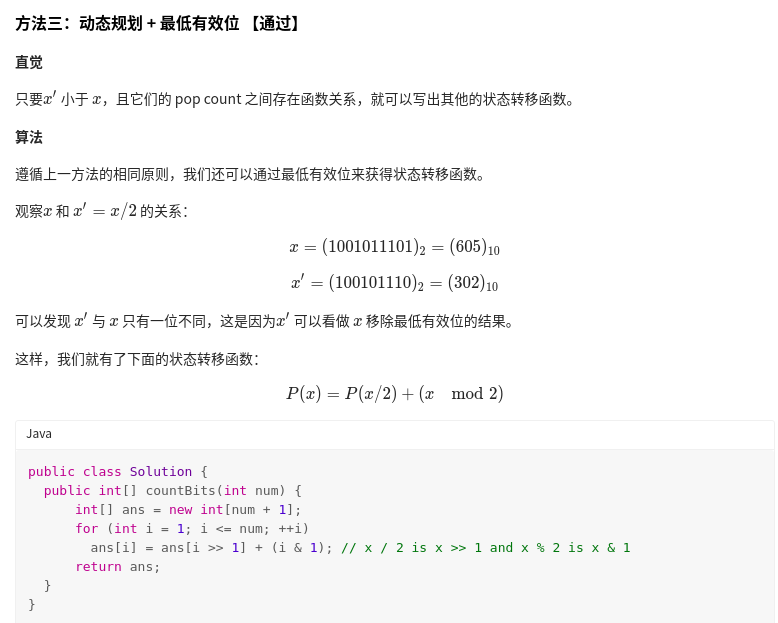 方法三：动态规划 + 最低有效位 【通过】
直觉
只要x′ 小于 x，且它们的 pop count 之间存在函数关系，就可以写出其他的状态转移函数。
算法
遵循上一方法的相同原则，我们还可以通过最低有效位来获得状态转移函数。
观察x 和 x′ = x/2 的关系：
x = (1001011101)₂ = (605)₁₀
x′ = (100101110)₂ = (302)₁₀
可以发现 x′ 与 x 只有一位不同，这是因为x′ 可以看做 x 移除最低有效位的结果。
这样，我们就有了下面的状态转移函数：
P(x) = P(x/2) + (x mod 2)
Java
public class Solution {
  public int[] countBits(int num) {
      int[] ans = new int[num + 1];
      for (int i = 1; i <= num; ++i)
        ans[i] = ans[i >> 1] + (i & 1); // x / 2 is x >> 1 and x % 2 is x & 1
      return ans;
  }
}